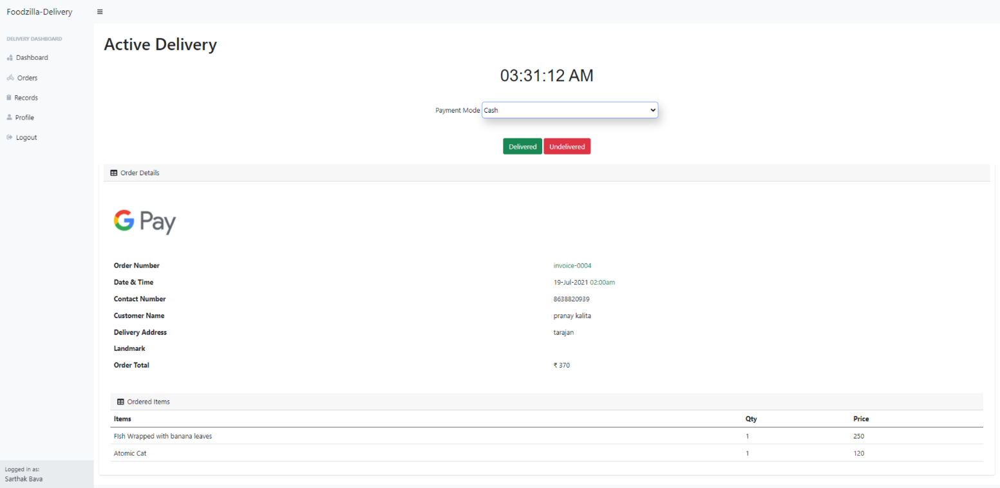 Foodzilla-Delivery
DELIVERY DASHBOARD
Dashboard
Orders
Records
Profile
Logout
Logged in as:
Sarthak Bava
Active Delivery
03:31:12 AM
Payment Mode Cash
Delivered Undelivered
Order Details
G Pay
Order Number invoice-0004
Date & Time 19-Jul-2021 02:00am
Contact Number 8638820939
Customer Name pranay kalita
Delivery Address tarajan
Landmark
Order Total ₹ 370
Ordered Items
Items Qty Price
FIsh Wrapped with banana leaves 1 250
Atomic Cat 1 120